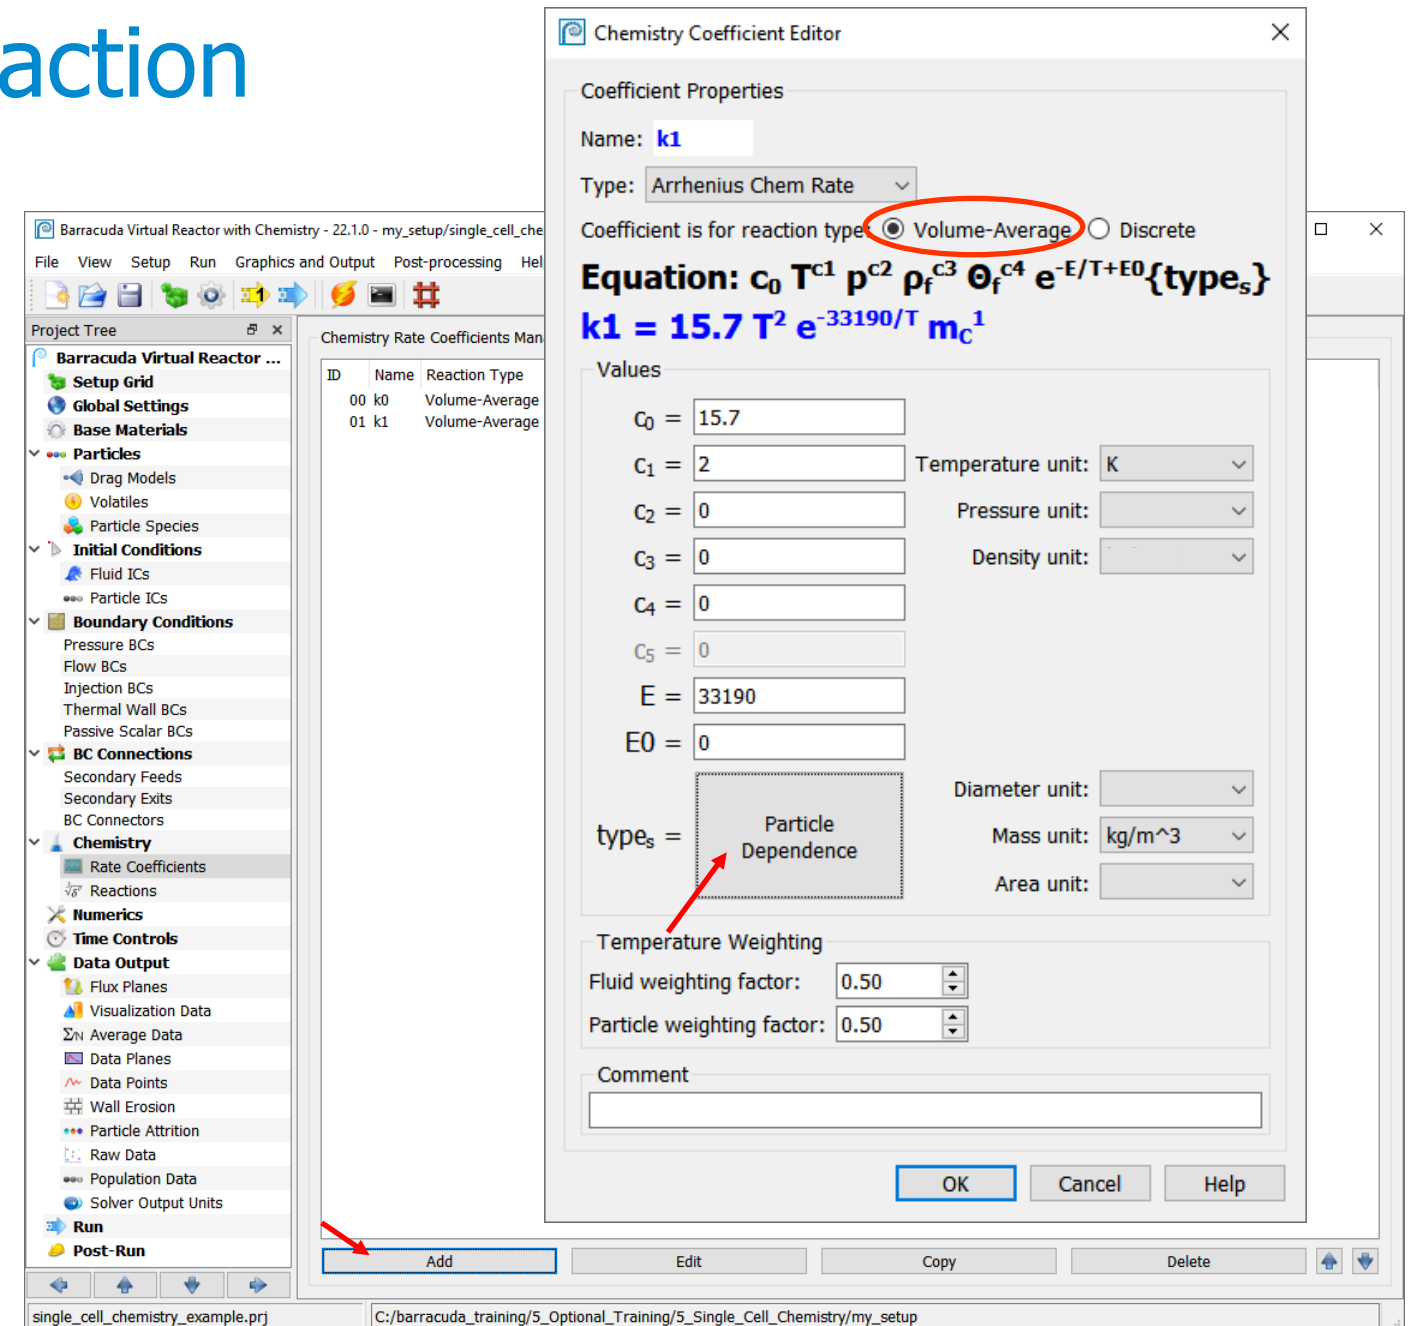 action
Chemistry Coefficient Editor
Coefficient Properties
Name: k1
Type: Arrhenius Chem Rate
Coefficient is for reaction type: Volume-Average Discrete
Equation: c₀ T^c1 p^c2 ρf^c3 Θf^c4 e^-E/T+E0{typeₛ}
k1 = 15.7 T² e^-33190/T m_C^1
Values
c₀ = 15.7
c₁ = 2 Temperature unit: K
c₂ = 0 Pressure unit:
c₃ = 0 Density unit:
c₄ = 0
c₅ = 0
E = 33190
E0 = 0
typeₛ = Particle Dependence
Diameter unit:
Mass unit: kg/m^3
Area unit:
Temperature Weighting
Fluid weighting factor: 0.50
Particle weighting factor: 0.50
Comment
OK Cancel Help
Barracuda Virtual Reactor with Chemistry - 22.1.0 - my_setup/single_cell_che
File View Setup Run Graphics and Output Post-processing Hel
Project Tree
Barracuda Virtual Reactor ...
Setup Grid
Global Settings
Base Materials
Particles
Drag Models
Volatiles
Particle Species
Initial Conditions
Fluid ICs
Particle ICs
Boundary Conditions
Pressure BCs
Flow BCs
Injection BCs
Thermal Wall BCs
Passive Scalar BCs
BC Connections
Secondary Feeds
Secondary Exits
BC Connectors
Chemistry
Rate Coefficients
Reactions
Numerics
Time Controls
Data Output
Flux Planes
Visualization Data
Average Data
Data Planes
Data Points
Wall Erosion
Particle Attrition
Raw Data
Population Data
Solver Output Units
Run
Post-Run
Chemistry Rate Coefficients Man
ID Name Reaction Type
00 k0 Volume-Average
01 k1 Volume-Average
Add Edit Copy Delete
single_cell_chemistry_example.prj
C:/barracuda_training/5_Optional_Training/5_Single_Cell_Chemistry/my_setup